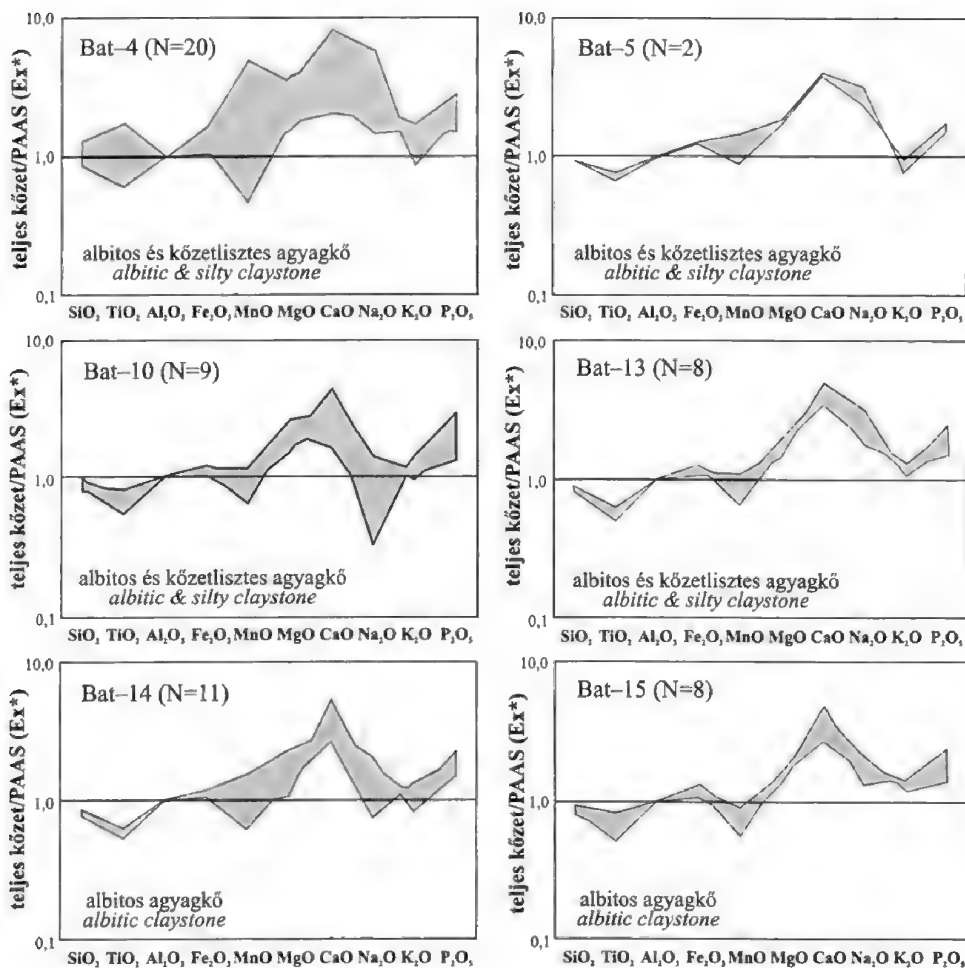 teljes kőzet/PAAS (Ex*)
10,0
1,0
0,1
Bat–4 (N=20)
albitos és kőzetlisztes agyagkő
albitic & silty claystone
SiO₂ TiO₂ Al₂O₃ Fe₂O₃ MnO MgO CaO Na₂O K₂O P₂O₅
teljes kőzet/PAAS (Ex*)
10,0
1,0
0,1
Bat–5 (N=2)
albitos és kőzetlisztes agyagkő
albitic & silty claystone
SiO₂ TiO₂ Al₂O₃ Fe₂O₃ MnO MgO CaO Na₂O K₂O P₂O₅
teljes kőzet/PAAS (Ex*)
10,0
1,0
0,1
Bat–10 (N=9)
albitos és kőzetlisztes agyagkő
albitic & silty claystone
SiO₂ TiO₂ Al₂O₃ Fe₂O₃ MnO MgO CaO Na₂O K₂O P₂O₅
teljes kőzet/PAAS (Ex*)
10,0
1,0
0,1
Bat–13 (N=8)
albitos és kőzetlisztes agyagkő
albitic & silty claystone
SiO₂ TiO₂ Al₂O₃ Fe₂O₃ MnO MgO CaO Na₂O K₂O P₂O₅
teljes kőzet/PAAS (Ex*)
10,0
1,0
0,1
Bat–14 (N=11)
albitos agyagkő
albitic claystone
SiO₂ TiO₂ Al₂O₃ Fe₂O₃ MnO MgO CaO Na₂O K₂O P₂O₅
teljes kőzet/PAAS (Ex*)
10,0
1,0
0,1
Bat–15 (N=8)
albitos agyagkő
albitic claystone
SiO₂ TiO₂ Al₂O₃ Fe₂O₃ MnO MgO CaO Na₂O K₂O P₂O₅